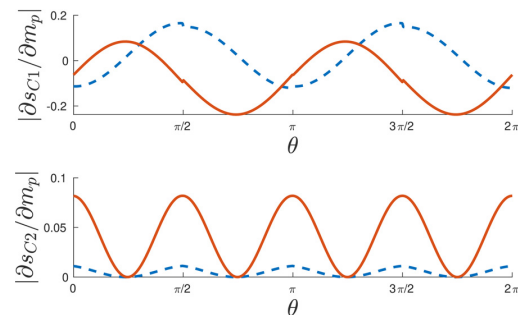 |∂s_{C1}/∂m_p|
0.2
0
-0.2
0 π/2 π 3π/2 2π
θ
|∂s_{C2}/∂m_p|
0.1
0.05
0
0 π/2 π 3π/2 2π
θ